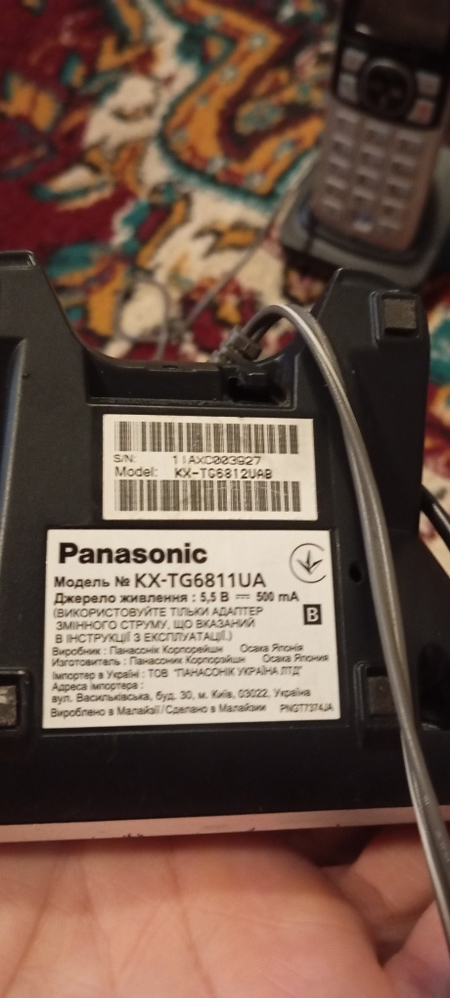 S/N: 11AXC003927
Model: KX-TG6812UAB
Panasonic
Модель № KX-TG6811UA
Джерело живлення : 5,5 В ⎓ 500 mA
(ВИКОРИСТОВУЙТЕ ТІЛЬКИ АДАПТЕР
ЗМІННОГО СТРУМУ, ЩО ВКАЗАНИЙ
В ІНСТРУКЦІЇ З ЕКСПЛУАТАЦІЇ.)
B
Виробник : Панасонік Корпорейшн Осака Японія
Изготовитель : Панасоник Корпорэйшн Осака Япония
Імпортер в Україні : ТОВ "ПАНАСОНІК УКРАЇНА ЛТД"
Адреса імпортера :
вул. Васильківська, буд. 30, м. Київ, 03022, Україна
Вироблено в Малайзії/Сделано в Малайзии PNGT7374JA